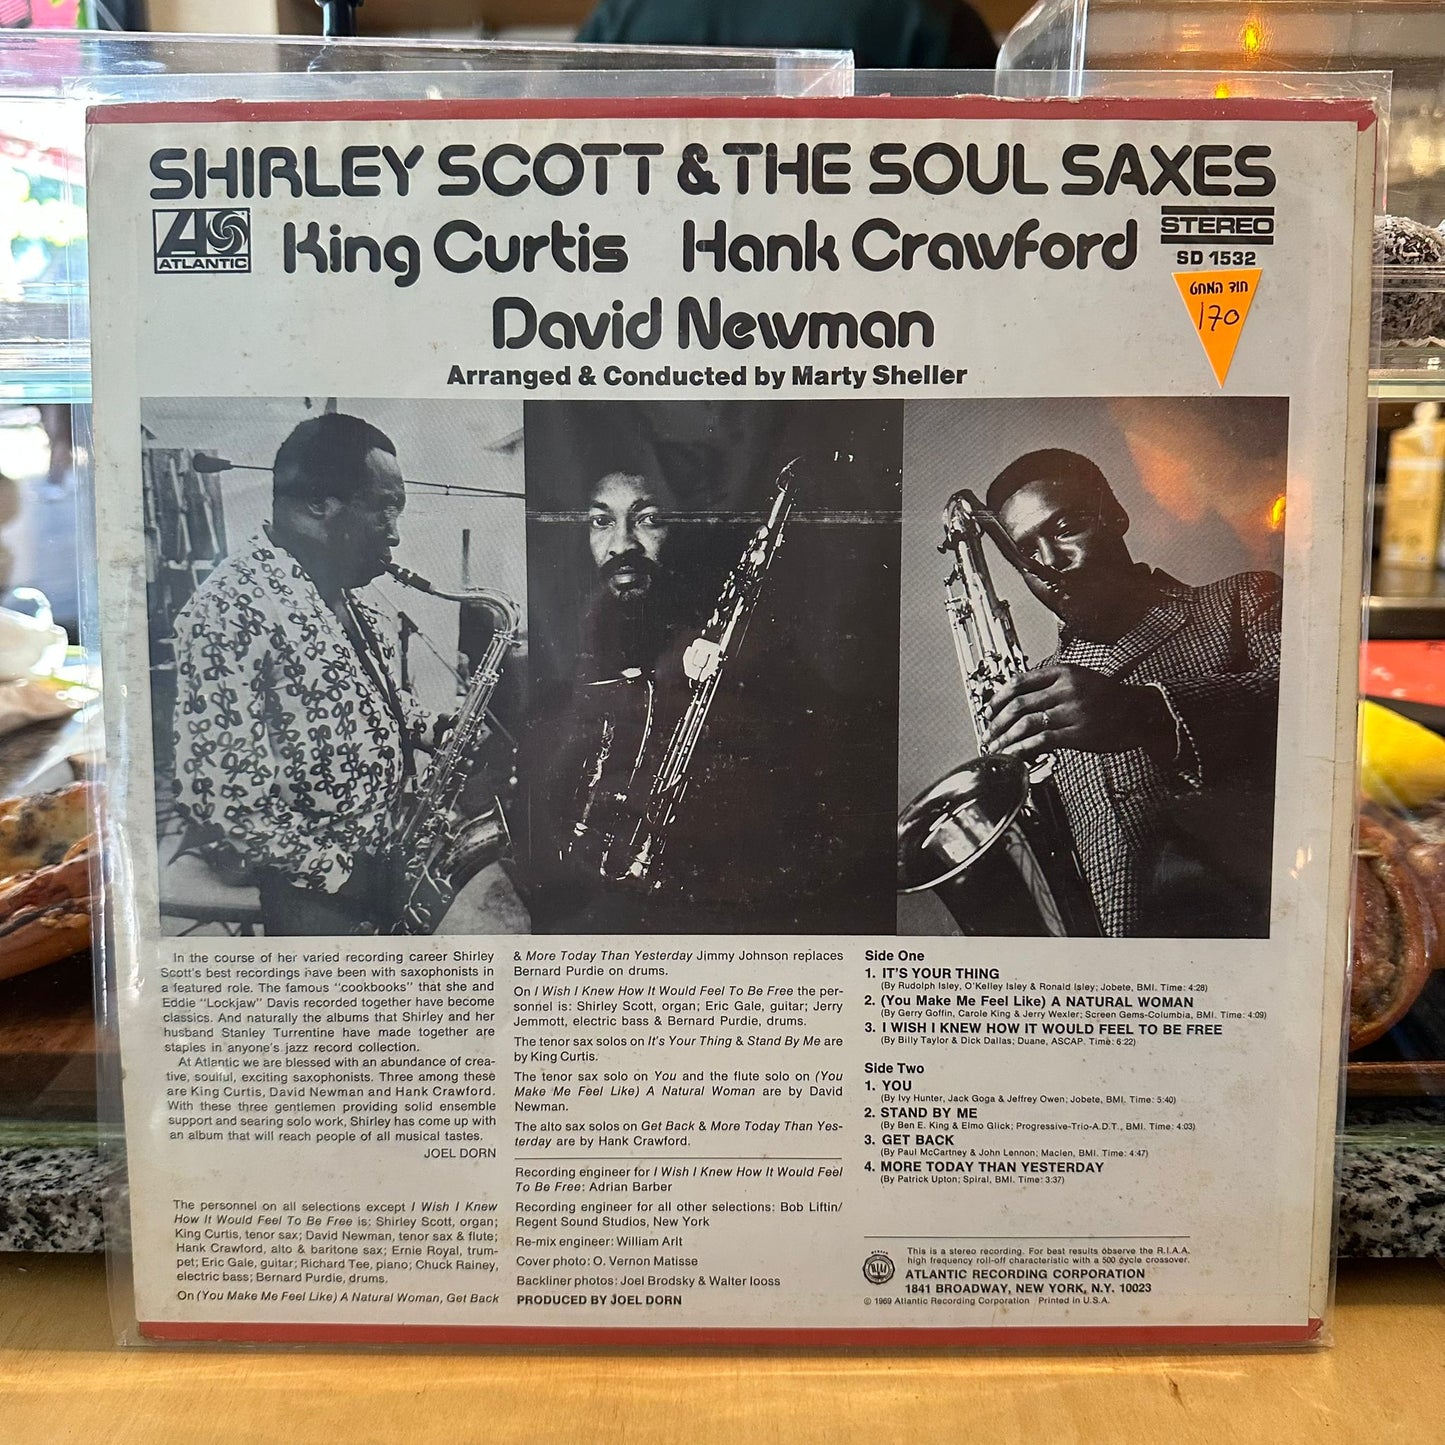 SHIRLEY SCOTT & THE SOUL SAXES
ATLANTIC
King Curtis Hank Crawford
STEREO
SD 1532
חוד המחט
170
David Newman
Arranged & Conducted by Marty Sheller
In the course of her varied recording career Shirley
Scott's best recordings have been with saxophonists in
a featured role. The famous "cookbooks" that she and
Eddie "Lockjaw" Davis recorded together have become
classics. And naturally the albums that Shirley and her
husband Stanley Turrentine have made together are
staples in anyone's jazz record collection.
At Atlantic we are blessed with an abundance of crea-
tive, soulful, exciting saxophonists. Three among these
are King Curtis, David Newman and Hank Crawford.
With these three gentlemen providing solid ensemble
support and searing solo work, Shirley has come up with
an album that will reach people of all musical tastes.
JOEL DORN
The personnel on all selections except I Wish I Knew
How It Would Feel To Be Free is: Shirley Scott, organ;
King Curtis, tenor sax; David Newman, tenor sax & flute;
Hank Crawford, alto & baritone sax; Ernie Royal, trum-
pet; Eric Gale, guitar; Richard Tee, piano; Chuck Rainey,
electric bass; Bernard Purdie, drums.
On (You Make Me Feel Like) A Natural Woman, Get Back
& More Today Than Yesterday Jimmy Johnson replaces
Bernard Purdie on drums.
On I Wish I Knew How It Would Feel To Be Free the per-
sonnel is: Shirley Scott, organ; Eric Gale, guitar; Jerry
Jemmott, electric bass & Bernard Purdie, drums.
The tenor sax solos on It's Your Thing & Stand By Me are
by King Curtis.
The tenor sax solo on You and the flute solo on (You
Make Me Feel Like) A Natural Woman are by David
Newman.
The alto sax solos on Get Back & More Today Than Yes-
terday are by Hank Crawford.
Recording engineer for I Wish I Knew How It Would Feel
To Be Free: Adrian Barber
Recording engineer for all other selections: Bob Liftin/
Regent Sound Studios, New York
Re-mix engineer: William Arlt
Cover photo: O. Vernon Matisse
Backliner photos: Joel Brodsky & Walter Iooss
PRODUCED BY JOEL DORN
Side One
1. IT'S YOUR THING
(By Rudolph Isley, O'Kelley Isley & Ronald Isley; Jobete, BMI. Time: 4:28)
2. (You Make Me Feel Like) A NATURAL WOMAN
(By Gerry Goffin, Carole King & Jerry Wexler; Screen Gems-Columbia, BMI. Time: 4:09)
3. I WISH I KNEW HOW IT WOULD FEEL TO BE FREE
(By Billy Taylor & Dick Dallas; Duane, ASCAP. Time: 6:22)
Side Two
1. YOU
(By Ivy Hunter, Jack Goga & Jeffrey Owen; Jobete, BMI. Time: 5:40)
2. STAND BY ME
(By Ben E. King & Elmo Glick; Progressive-Trio-A.D.T., BMI. Time: 4:03)
3. GET BACK
(By Paul McCartney & John Lennon; Maclen, BMI. Time: 4:47)
4. MORE TODAY THAN YESTERDAY
(By Patrick Upton; Spiral, BMI. Time: 3:37)
This is a stereo recording. For best results observe the R.I.A.A.
high frequency roll-off characteristic with a 500 cycle crossover.
ATLANTIC RECORDING CORPORATION
1841 BROADWAY, NEW YORK, N.Y. 10023
© 1969 Atlantic Recording Corporation Printed in U.S.A.